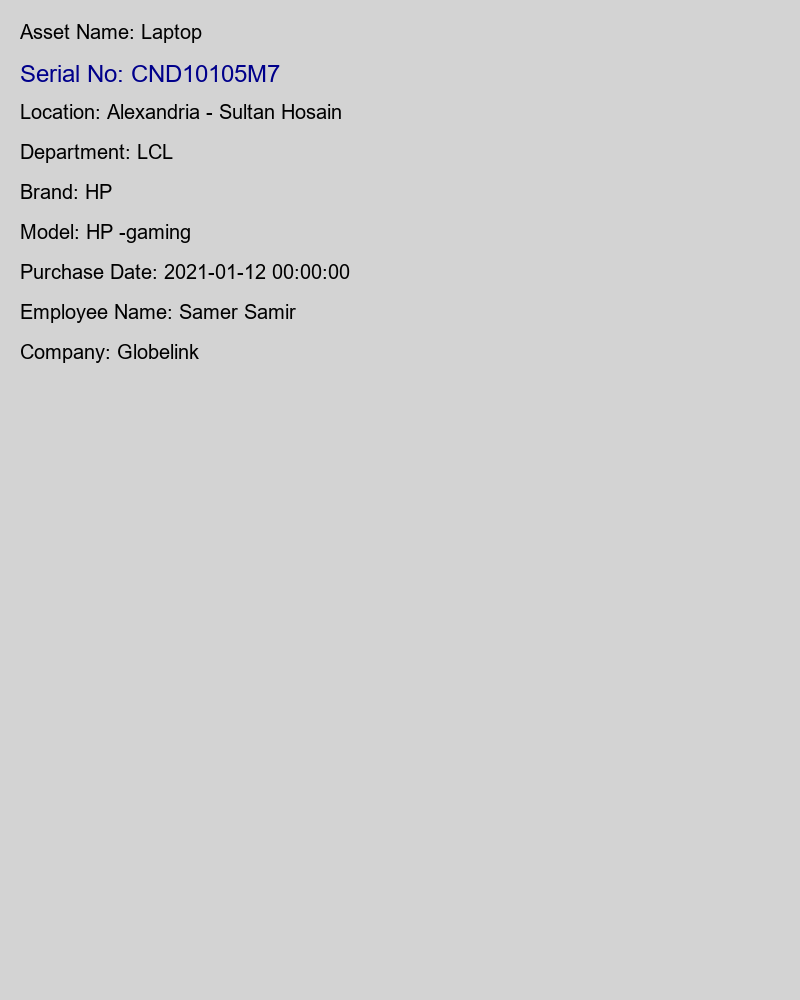 Asset Name: Laptop
Serial No: CND10105M7
Location: Alexandria - Sultan Hosain
Department: LCL
Brand: HP
Model: HP -gaming
Purchase Date: 2021-01-12 00:00:00
Employee Name: Samer Samir
Company: Globelink